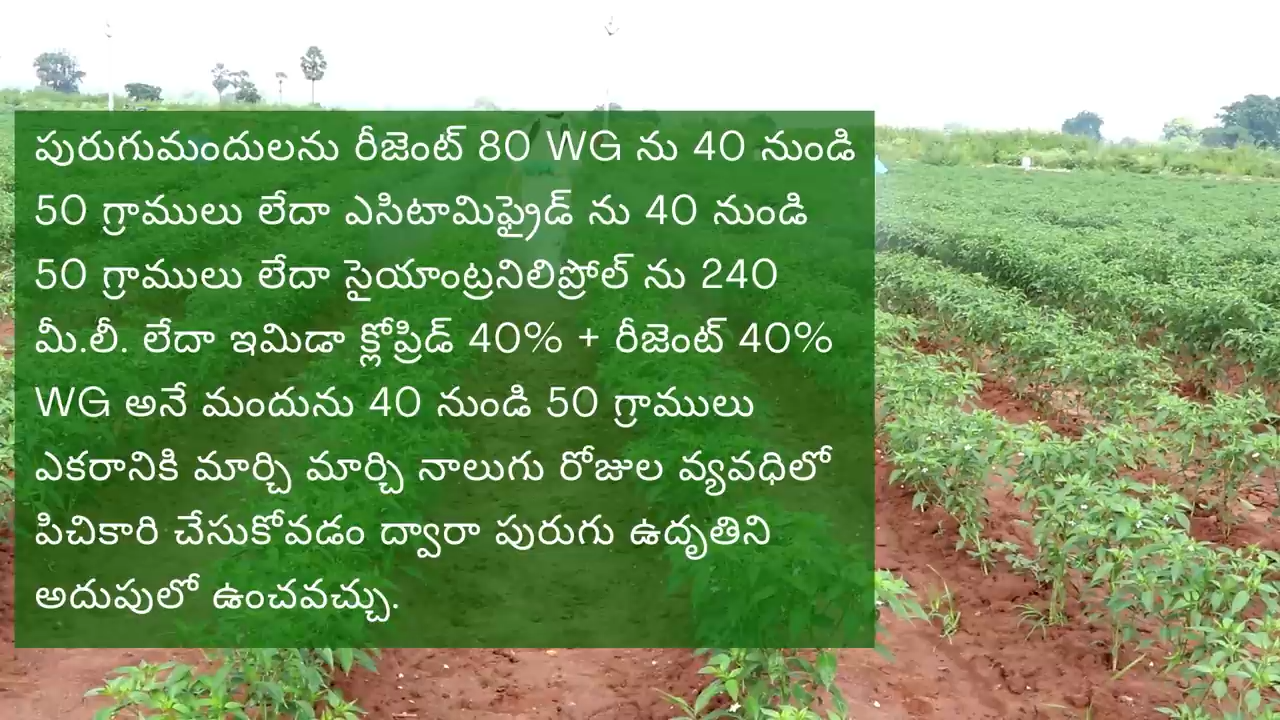 పురుగుమందులను రీజెంట్ 80 WG ను 40 నుండి
50 గ్రాములు లేదా ఎసిటామిఫ్రైడ్ ను 40 నుండి
50 గ్రాములు లేదా సైయాంట్రనిలిప్రోల్ ను 240
మీ.లీ. లేదా ఇమిడా క్లోప్రిడ్ 40% + రీజెంట్ 40%
WG అనే మందును 40 నుండి 50 గ్రాములు
ఎకరానికి మార్చి మార్చి నాలుగు రోజుల వ్యవధిలో
పిచికారి చేసుకోవడం ద్వారా పురుగు ఉదృతిని
అదుపులో ఉంచవచ్చు.